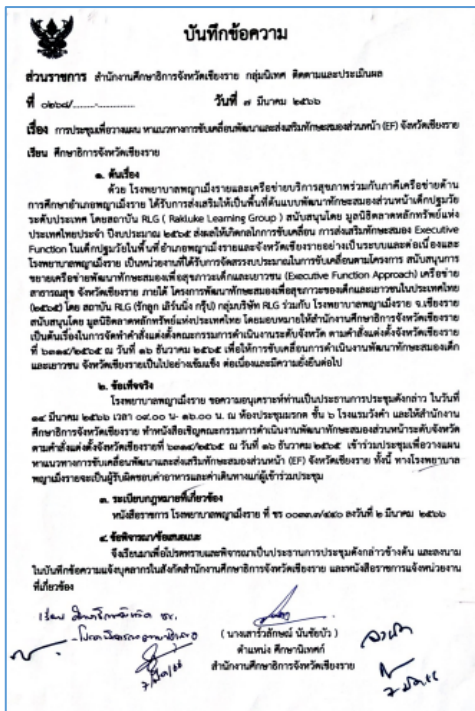 บันทึกข้อความ
ส่วนราชการ สำนักงานศึกษาธิการจังหวัดเชียงราย กลุ่มนิเทศ ติดตามและประเมินผล
ที่ ๐๒๖๘/.........-.............. วันที่ ๗ มีนาคม ๒๕๖๖
เรื่อง การประชุมเพื่อวางแผน หาแนวทางการขับเคลื่อนพัฒนาและส่งเสริมทักษะสมองส่วนหน้า (EF) จังหวัดเชียงราย
เรียน ศึกษาธิการจังหวัดเชียงราย
๑. ต้นเรื่อง
ด้วย โรงพยาบาลพญาเม็งรายและเครือข่ายบริการสุขภาพร่วมกับภาคีเครือข่ายด้าน
การศึกษาอำเภอพญาเม็งราย ได้รับการส่งเสริมให้เป็นพื้นที่ต้นแบบพัฒนาทักษะสมองส่วนหน้าเด็กปฐมวัย
ระดับประเทศ โดยสถาบัน RLG ( Rakluke Learning Group ) สนับสนุนโดย มูลนิธิตลาดหลักทรัพย์แห่ง
ประเทศไทยประจำ ปีงบประมาณ ๒๕๖๕ ส่งผลให้เกิดกลไกการขับเคลื่อน การส่งเสริมทักษะสมอง Executive
Function ในเด็กปฐมวัยในพื้นที่ อำเภอพญาเม็งรายและจังหวัดเชียงรายอย่างเป็นระบบและต่อเนื่องและ
โรงพยาบาลพญาเม็งราย เป็นหน่วยงานที่ได้รับการจัดสรรงบประมาณในการขับเคลื่อนตามโครงการ สนับสนุนการ
ขยายเครือข่ายพัฒนาทักษะสมองเพื่อสุขภาวะเด็กและเยาวชน (Executive Function Approach) เครือข่าย
สาธารณสุข จังหวัดเชียงราย ภายใต้ โครงการพัฒนาทักษะสมองเพื่อสุขภาวะของเด็กและเยาวชนในประเทศไทย
(๒๕๖๕) โดย สถาบัน RLG (รักลูก เลิร์นนิ่ง กรุ๊ป) กลุ่มบริษัท RLG ร่วมกับ โรงพยาบาลพญาเม็งราย จ.เชียงราย
สนับสนุนโดย มูลนิธิตลาดหลักทรัพย์แห่งประเทศไทย โดยมอบหมายให้สำนักงานศึกษาธิการจังหวัดเชียงราย
เป็นต้นเรื่องในการจัดทำคำสั่งแต่งตั้งคณะกรรมการดำเนินงานระดับจังหวัด ตามคำสั่งแต่งตั้งจังหวัดเชียงรายที่
ที่ ๖๓๑๔/๒๕๖๕ ณ วันที่ ๑๖ ธันวาคม ๒๕๖๕ เพื่อให้การขับเคลื่อนการดำเนินงานพัฒนาทักษะสมองเด็ก
และเยาวชน จังหวัดเชียงรายเป็นไปอย่างเข้มแข็ง ต่อเนื่องและมีความยั่งยืนต่อไป
๒. ข้อเท็จจริง
โรงพยาบาลพญาเม็งราย ขอความอนุเคราะห์ท่านเป็นประธานการประชุมดังกล่าว ในวันที่
๑๔ มีนาคม ๒๕๖๖ เวลา ๐๙.๐๐ น- ๑๖.๐๐ น. ณ ห้องประชุมมรกต ชั้น ๖ โรงแรมวังคำ และให้สำนักงาน
ศึกษาธิการจังหวัดเชียงราย ทำหนังสือเชิญคณะกรรมการดำเนินงานพัฒนาทักษะสมองส่วนหน้าระดับจังหวัด
ตามคำสั่งแต่งตั้งจังหวัดเชียงรายที่ ๖๓๑๔/๒๕๖๕ ณ วันที่ ๑๖ ธันวาคม ๒๕๖๕ เข้าร่วมประชุมเพื่อวางแผน
หาแนวทางการขับเคลื่อนพัฒนาและส่งเสริมทักษะสมองส่วนหน้า (EF) จังหวัดเชียงราย ทั้งนี้ ทางโรงพยาบาล
พญาเม็งรายจะเป็นผู้รับผิดชอบค่าอาหารและค่าเดินทางแก่ผู้เข้าร่วมประชุม
๓. ระเบียบกฎหมายที่เกี่ยวข้อง
หนังสือราชการ โรงพยาบาลพญาเม็งราย ที่ ชร ๐๐๓๓.๓/๔๔๐ ลงวันที่ ๒ มีนาคม ๒๕๖๖
๔. ข้อพิจารณา/ข้อเสนอแนะ
จึงเรียนมาเพื่อโปรดทราบและพิจารณาเป็นประธานการประชุมดังกล่าวข้างต้น และลงนาม
ในบันทึกข้อความแจ้งบุคลากรในสังกัดสำนักงานศึกษาธิการจังหวัดเชียงราย และหนังสือราชการแจ้งหน่วยงาน
ที่เกี่ยวข้อง
( นางเสาร์วลักษณ์ นันชัยบัว )
ตำแหน่ง ศึกษานิเทศก์
สำนักงานศึกษาธิการจังหวัดเชียงราย